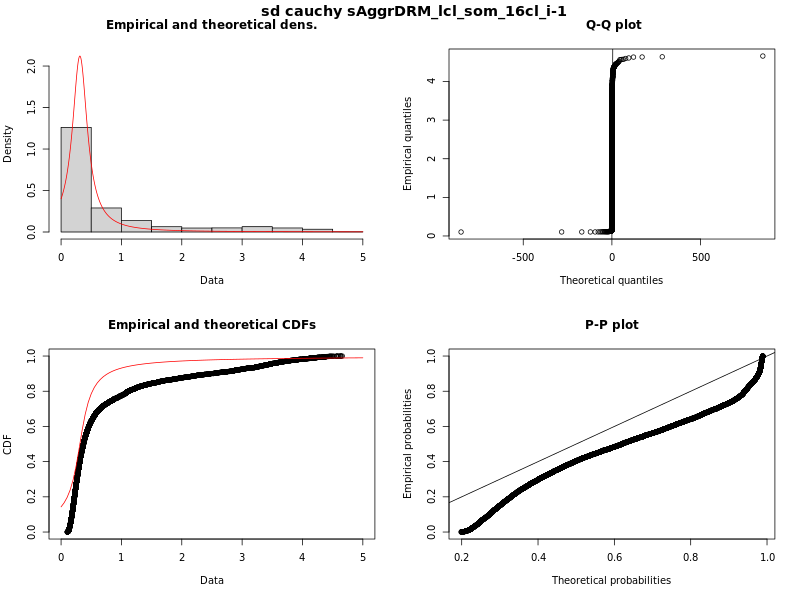 sd cauchy sAggrDRM_lcl_som_16cl_i-1
Empirical and theoretical dens.
Density
0.0 0.5 1.0 1.5 2.0
0 1 2 3 4 5
Data
Q-Q plot
Empirical quantiles
0 1 2 3 4
-500 0 500
Theoretical quantiles
Empirical and theoretical CDFs
CDF
0.0 0.2 0.4 0.6 0.8 1.0
0 1 2 3 4 5
Data
P-P plot
Empirical probabilities
0.0 0.2 0.4 0.6 0.8 1.0
0.2 0.4 0.6 0.8 1.0
Theoretical probabilities